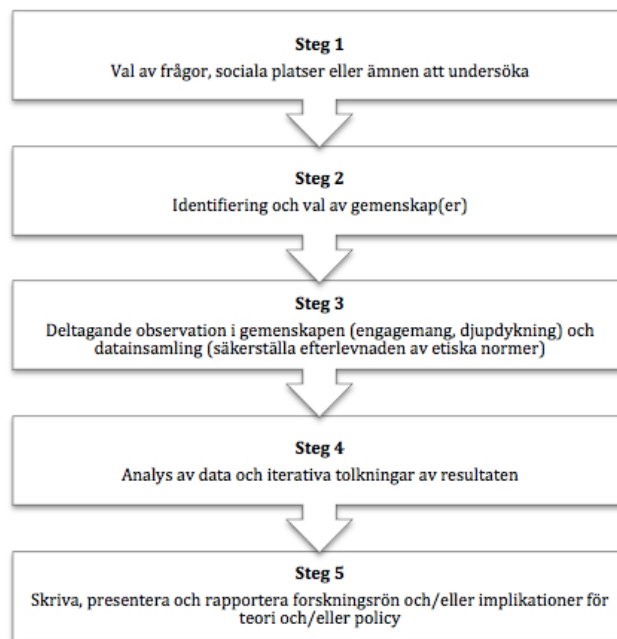 Steg 1
Val av frågor, sociala platser eller ämnen att undersöka
Steg 2
Identifiering och val av gemenskap(er)
Steg 3
Deltagande observation i gemenskapen (engagemang, djupdykning) och
datainsamling (säkerställa efterlevnaden av etiska normer)
Steg 4
Analys av data och iterativa tolkningar av resultaten
Steg 5
Skriva, presentera och rapportera forskningsrön och/eller implikationer för
teori och/eller policy